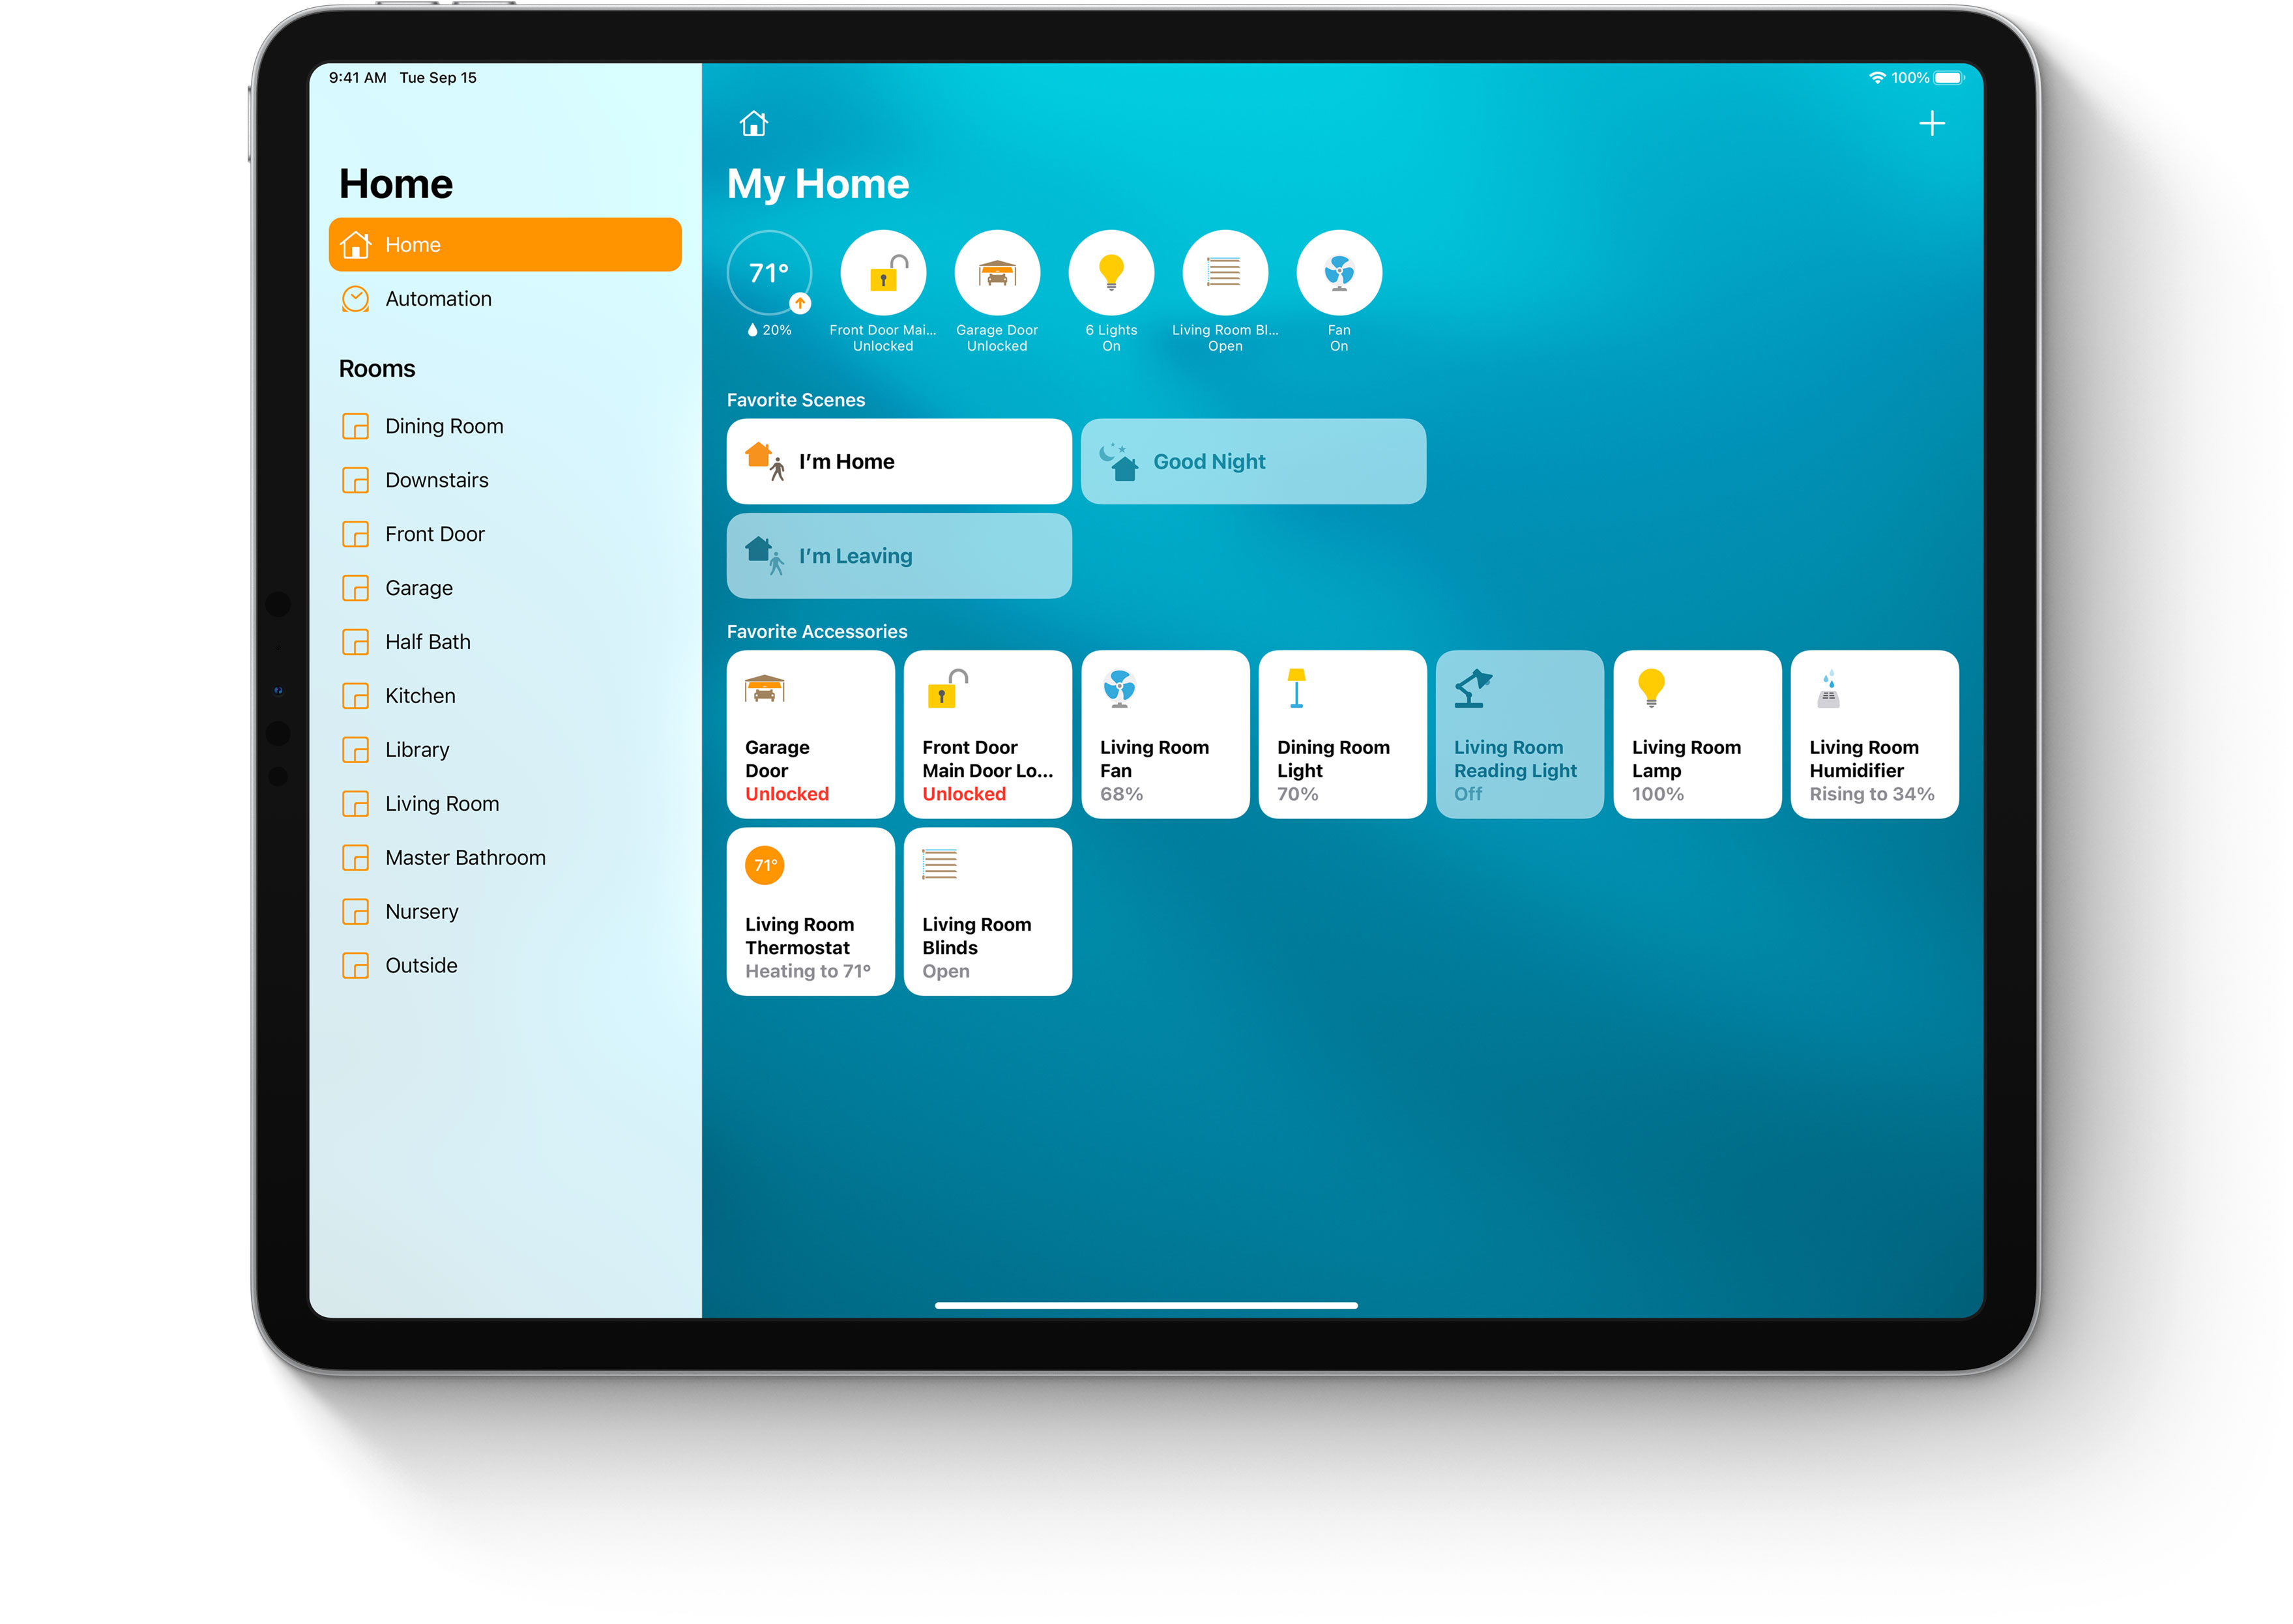 9:41 AM Tue Sep 15
100%
Home
Home
Automation
Rooms
Dining Room
Downstairs
Front Door
Garage
Half Bath
Kitchen
Library
Living Room
Master Bathroom
Nursery
Outside
My Home
71°
20%
Front Door Mai...
Unlocked
Garage Door
Unlocked
6 Lights
On
Living Room Bl...
Open
Fan
On
Favorite Scenes
I’m Home
Good Night
I’m Leaving
Favorite Accessories
Garage
Door
Unlocked
Front Door
Main Door Lo...
Unlocked
Living Room
Fan
68%
Dining Room
Light
70%
Living Room
Reading Light
Off
Living Room
Lamp
100%
Living Room
Humidifier
Rising to 34%
71°
Living Room
Thermostat
Heating to 71°
Living Room
Blinds
Open